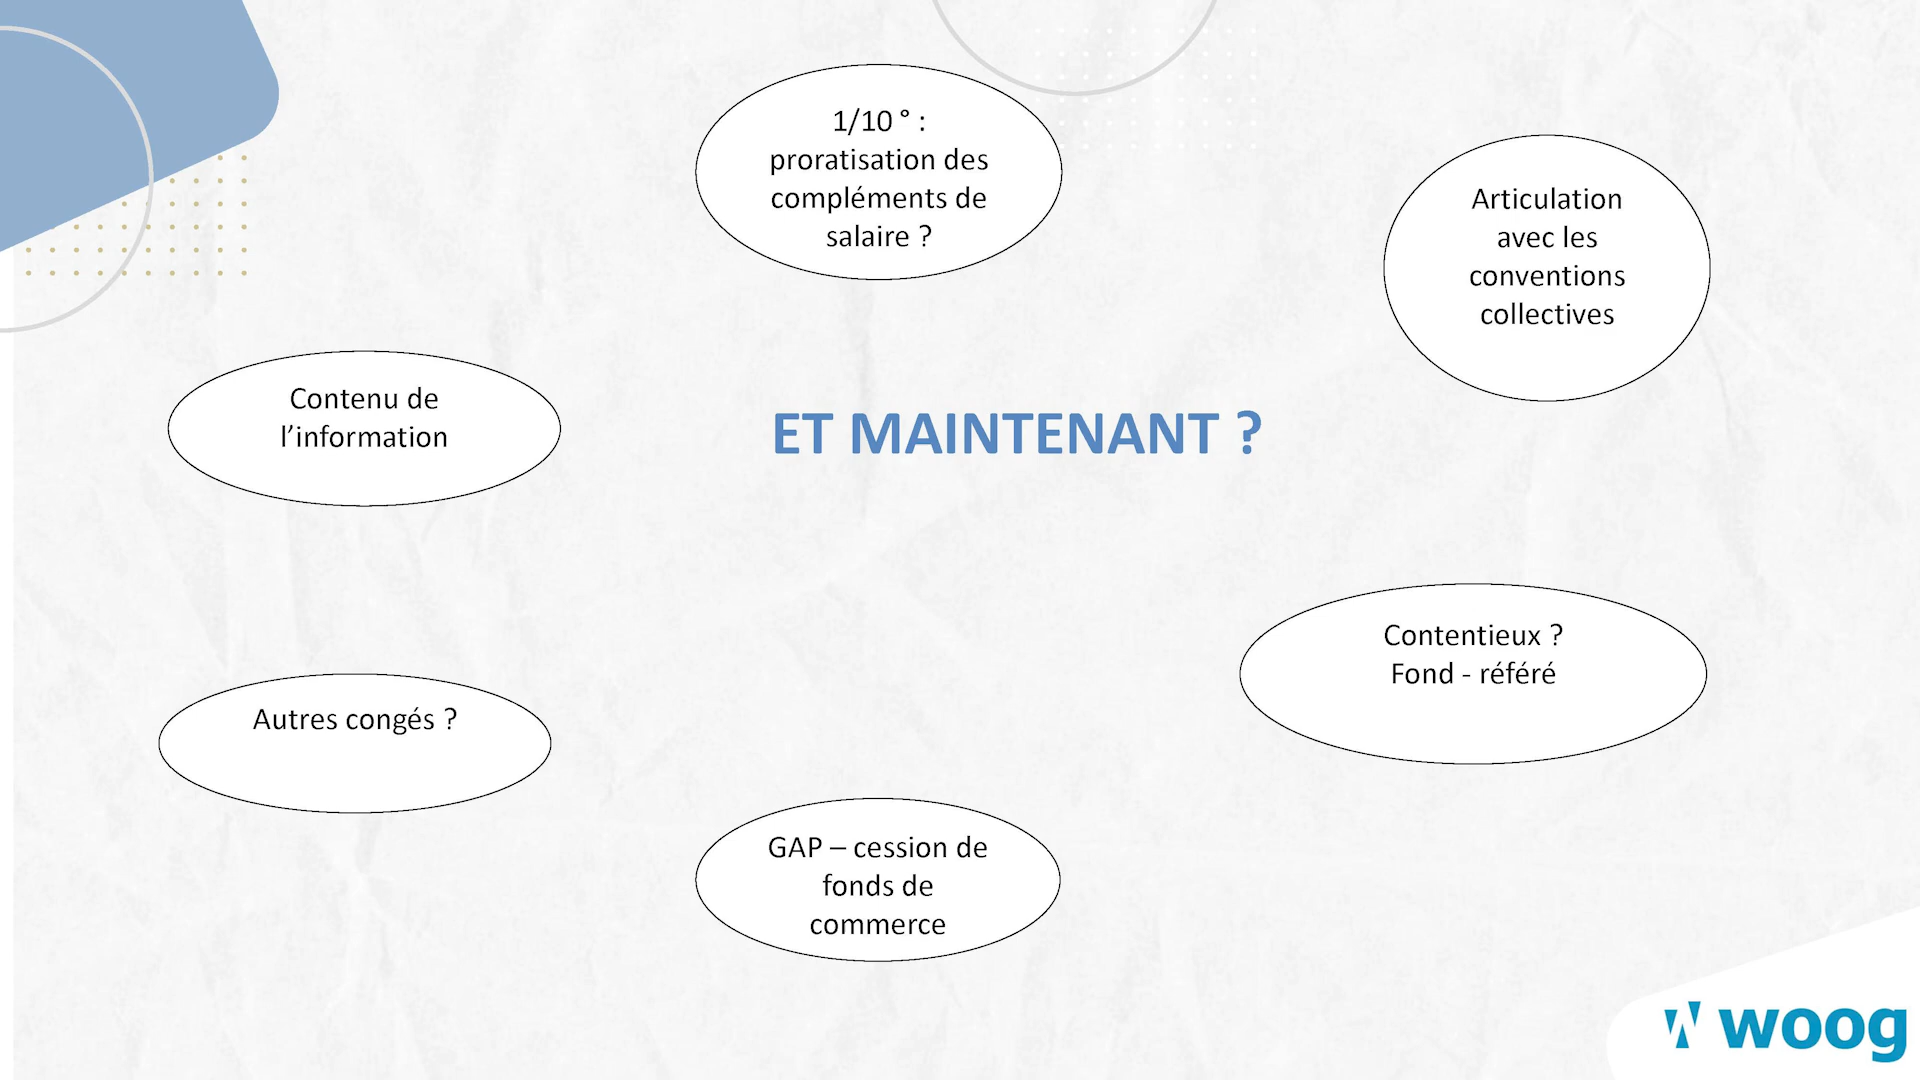 1/10 ° :
proratisation des
compléments de
salaire ?
Articulation
avec les
conventions
collectives
Contenu de
l’information
ET MAINTENANT ?
Contentieux ?
Fond - référé
Autres congés ?
GAP – cession de
fonds de
commerce
woog